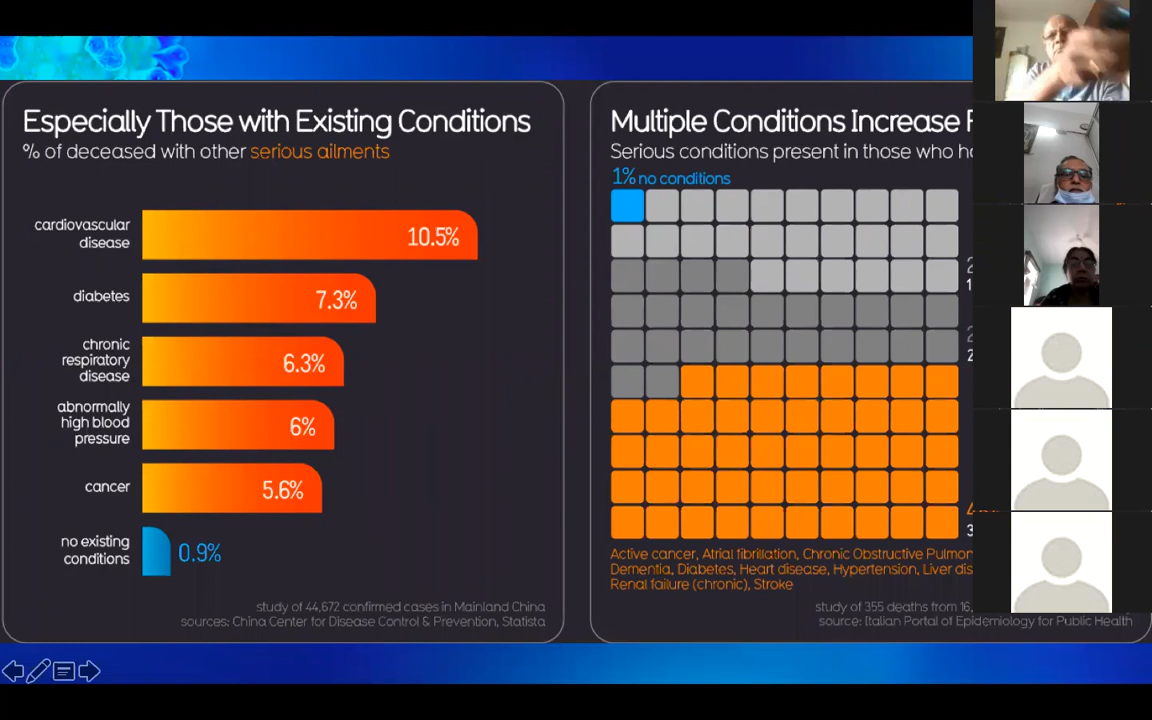 Especially Those with Existing Conditions
% of deceased with other serious ailments
cardiovascular
disease
10.5%
diabetes
7.3%
chronic
respiratory
disease
6.3%
abnormally
high blood
pressure
6%
cancer
5.6%
no existing
conditions
0.9%
study of 44,672 confirmed cases in Mainland China
sources: China Center for Disease Control & Prevention, Statista
Multiple Conditions Increase
Serious conditions present in those who
1% no conditions
Active cancer, Atrial fibrillation, Chronic Obstructive
Dementia, Diabetes, Heart disease, Hypertension, Liver
Renal failure (chronic), Stroke
study of 355 deaths from
source: Italian Portal of Epidemiology for Public Health